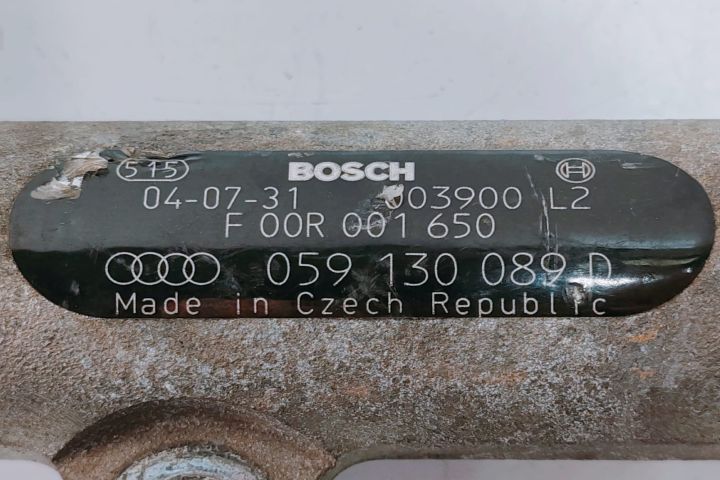 515 BOSCH
04-07-31 003900 L2
F 00R 001 650
059 130 089 D
Made in Czech Republic